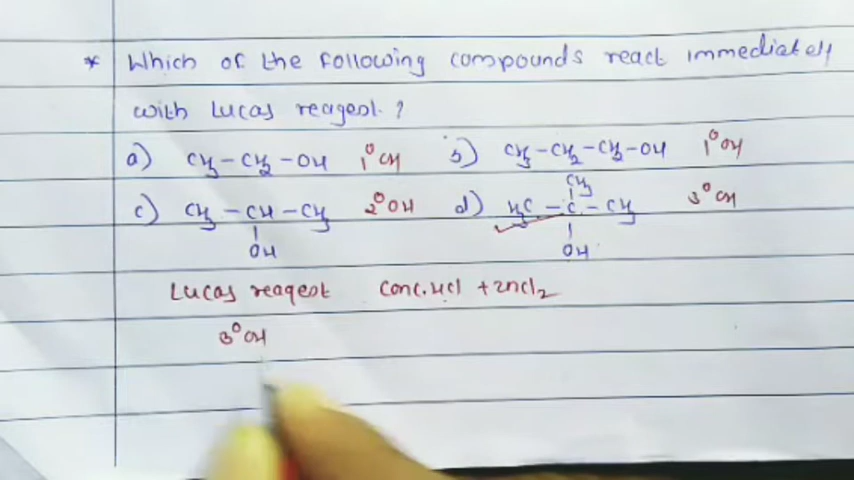 * Which of the following compounds react immediately
with Lucas reagest. ?
a) CH3-CH2-OH 1° OH b) CH3-CH2-CH2-OH 1° OH
CH3
c) CH3-CH-CH3 2° OH d) H3C-C-CH3 3° OH
OH OH
Lucas reagest conc.HCl + ZnCl2
3° OH